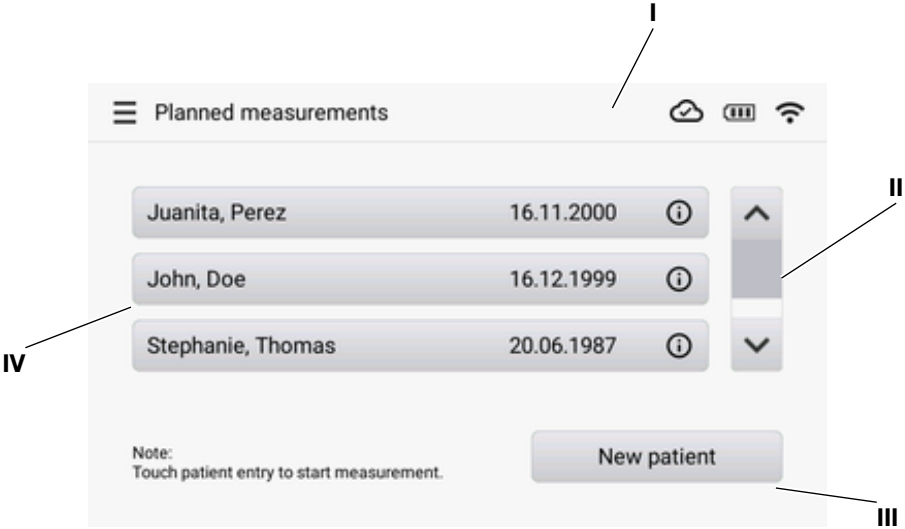 I
Planned measurements
II
Juanita, Perez 16.11.2000
John, Doe 16.12.1999
IV
Stephanie, Thomas 20.06.1987
Note:
Touch patient entry to start measurement.
New patient
III